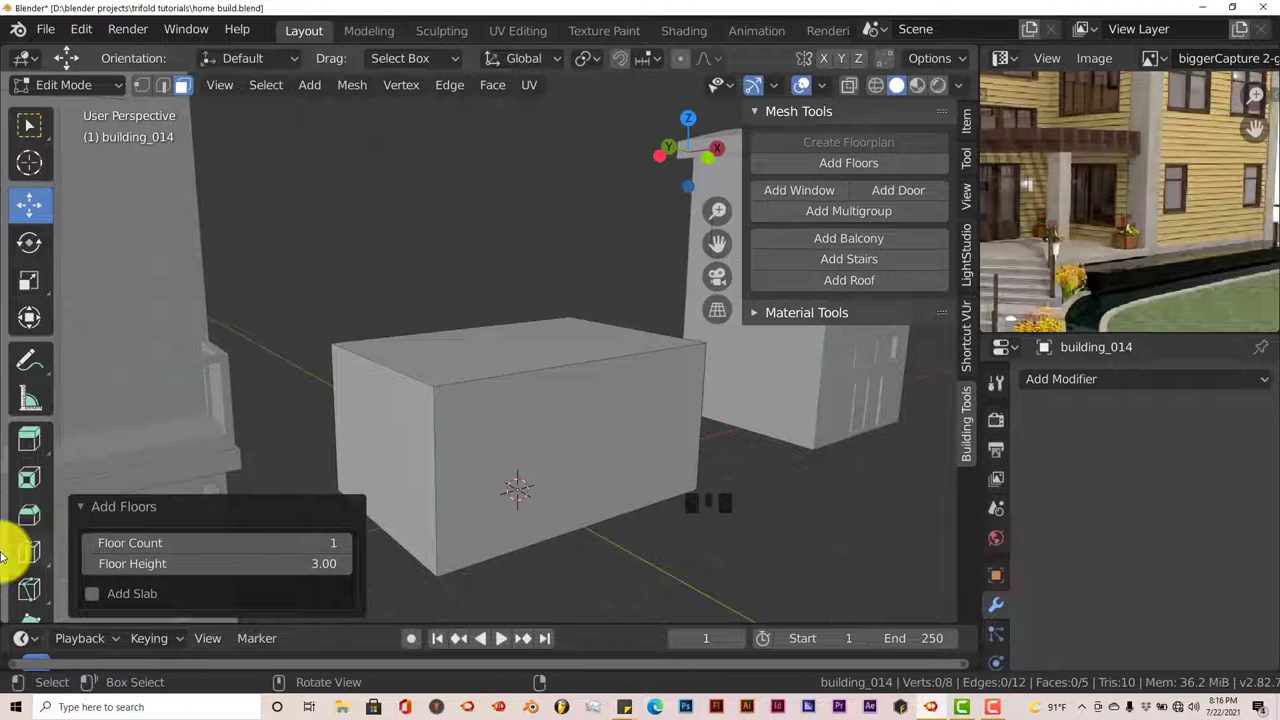 Blender* [D:\blender projects\trifold tutorials\home build.blend]
File Edit Render Window Help Layout Modeling Sculpting UV Editing Texture Paint Shading Animation Renderi Scene View Layer
Orientation: Default Drag: Select Box Global X Y Z Options View Image biggerCapture 2-g
Edit Mode View Select Add Mesh Vertex Edge Face UV
User Perspective
(1) building_014
Z
Y
X
Mesh Tools
Create Floorplan
Add Floors
Add Window Add Door
Add Multigroup
Add Balcony
Add Stairs
Add Roof
Material Tools
Item
Tool
View
LightStudio
Shortcut VUr
Building Tools
building_014
Add Modifier
Add Floors
Floor Count 1
Floor Height 3.00
Add Slab
Playback Keying View Marker 1 Start 1 End 250
Select Box Select Rotate View building_014 | Verts:0/8 | Edges:0/12 | Faces:0/5 | Tris:10 | Mem: 36.2 MiB | v2.82.7
Type here to search 91°F 8:16 PM
7/22/2021